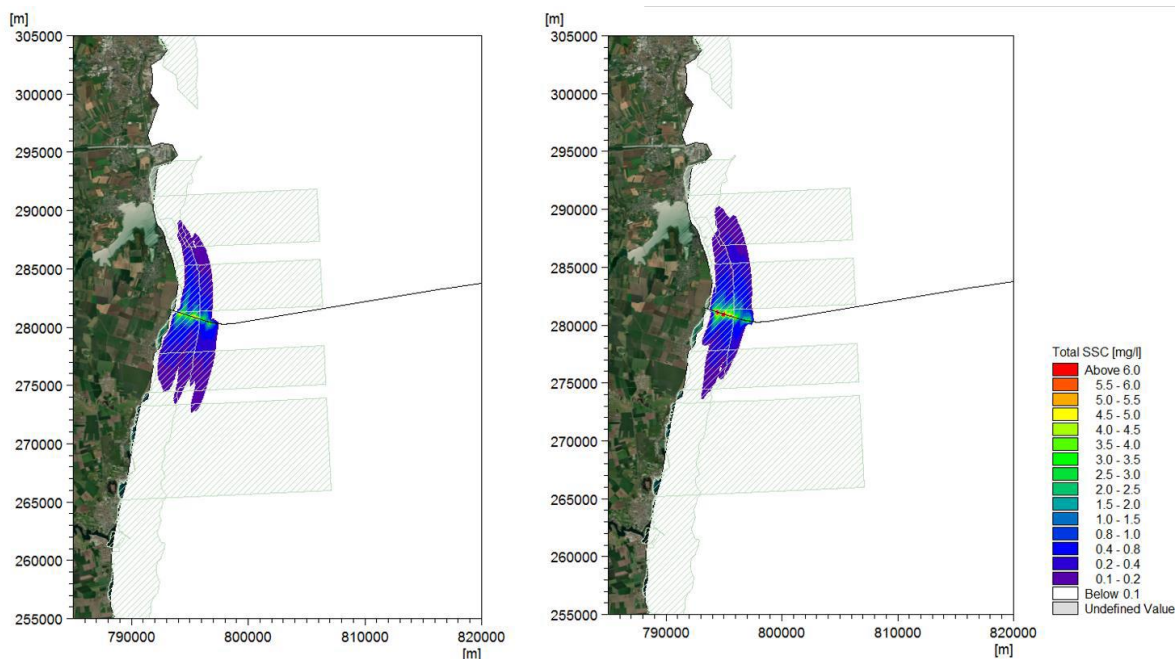 [m]
305000
300000
295000
290000
285000
280000
275000
270000
265000
260000
255000
790000 800000 810000 820000
[m]
[m]
305000
300000
295000
290000
285000
280000
275000
270000
265000
260000
255000
790000 800000 810000 820000
[m]
Total SSC [mg/l]
Above 6.0
5.5 - 6.0
5.0 - 5.5
4.5 - 5.0
4.0 - 4.5
3.5 - 4.0
3.0 - 3.5
2.5 - 3.0
2.0 - 2.5
1.5 - 2.0
1.0 - 1.5
0.8 - 1.0
0.4 - 0.8
0.2 - 0.4
0.1 - 0.2
Below 0.1
Undefined Value